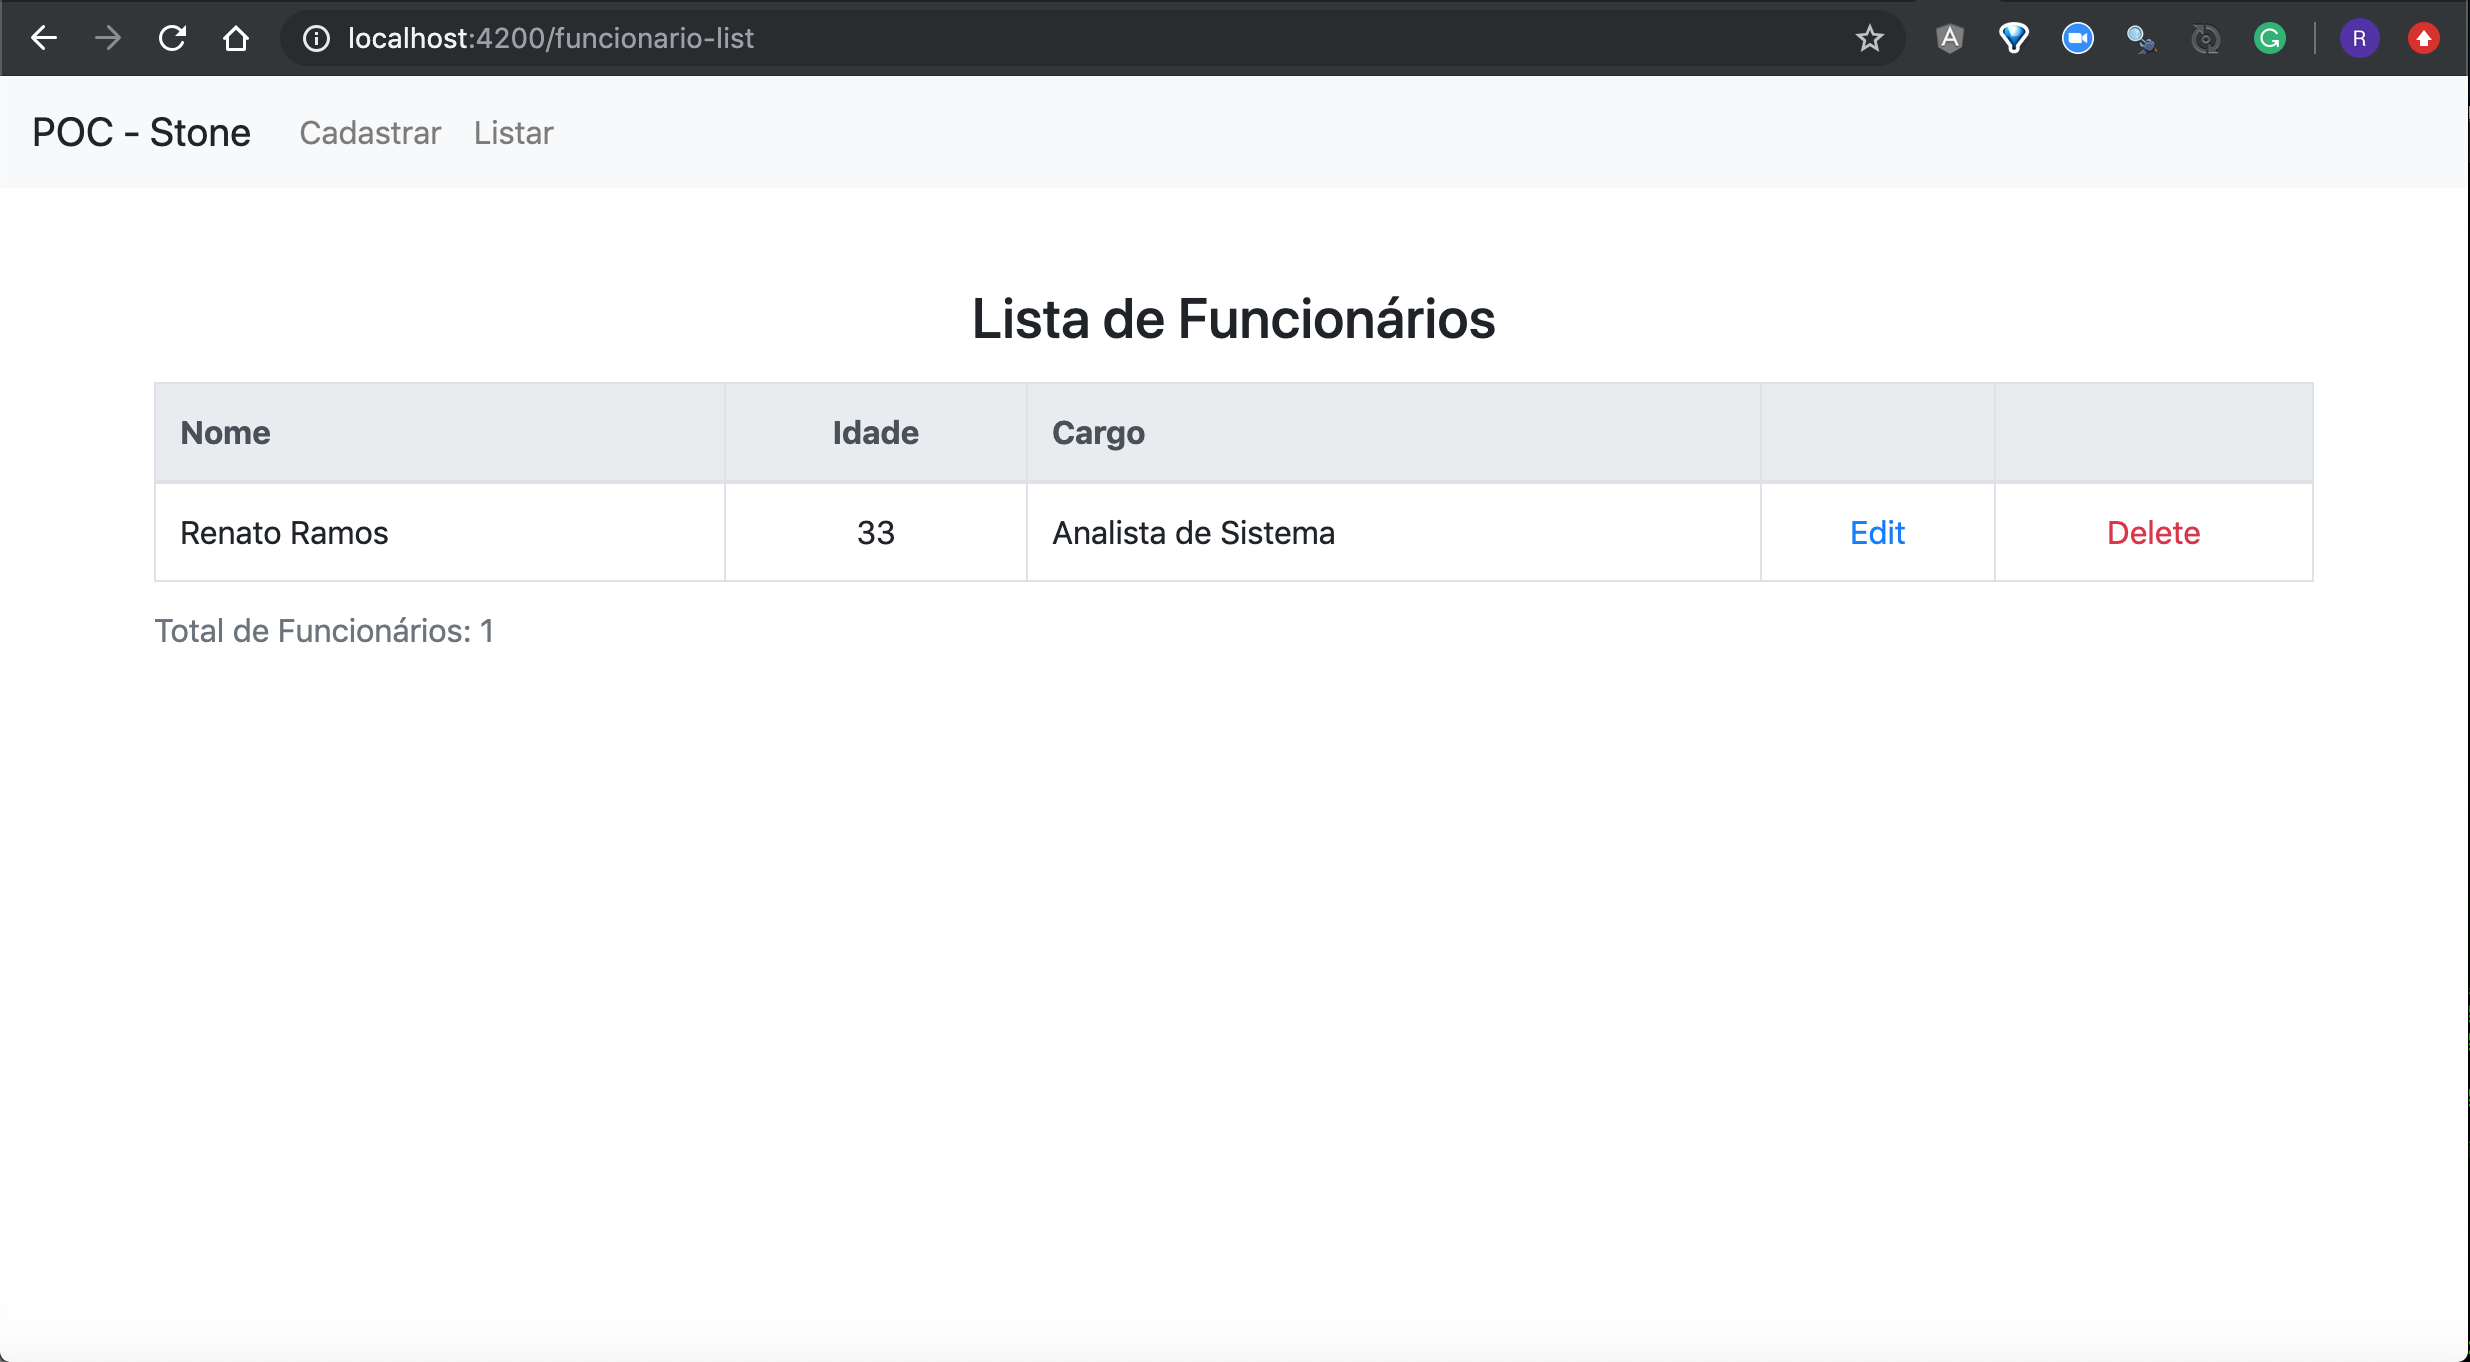 localhost:4200/funcionario-list
R
POC - Stone Cadastrar Listar
Lista de Funcionários
Nome Idade Cargo
Renato Ramos 33 Analista de Sistema Edit Delete
Total de Funcionários: 1